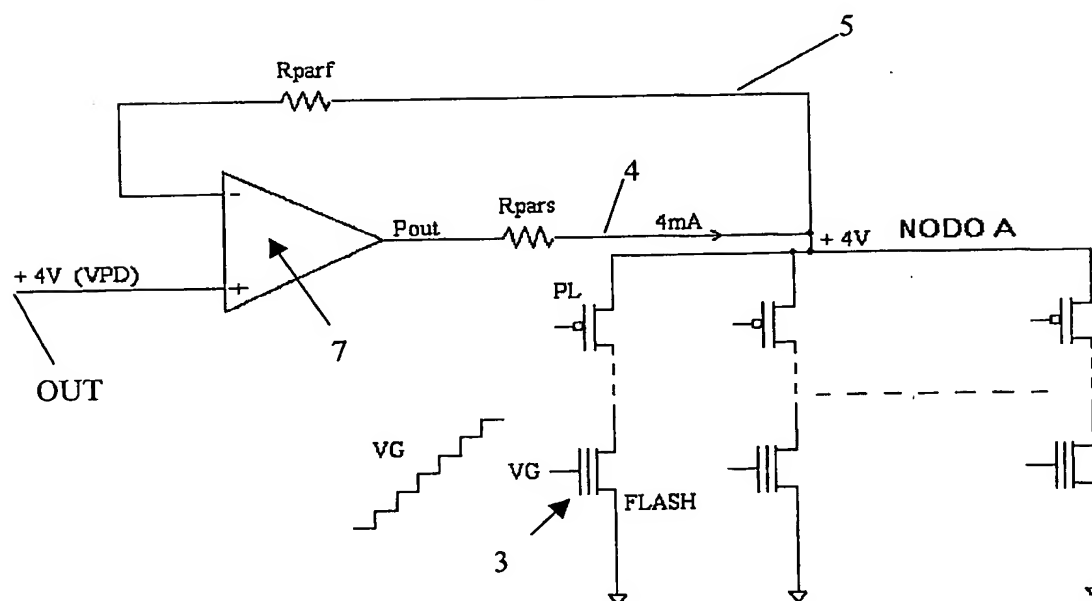 5
Rparf
4
-
Pout
Rpars
4mA
+ 4V
NODO A
+ 4V (VPD)
+
PL
7
OUT
VG
VG
FLASH
3